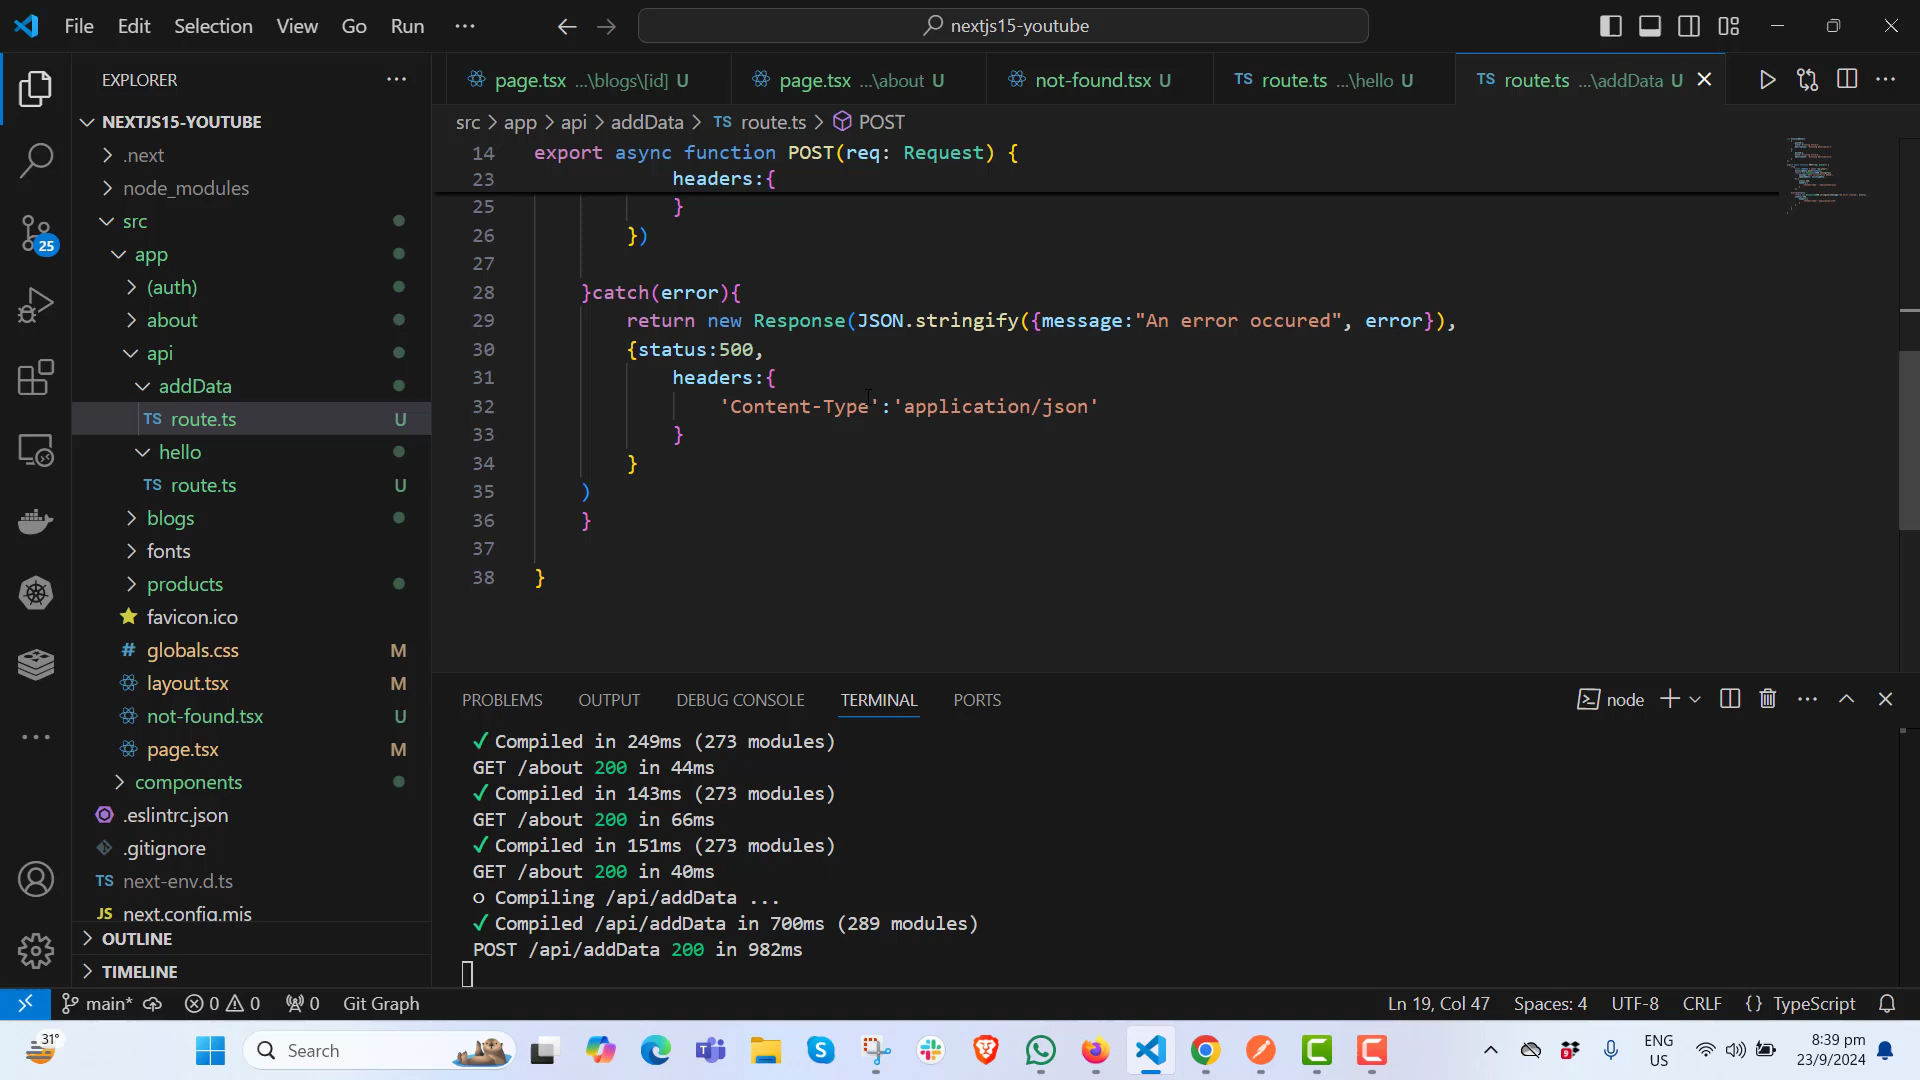 File Edit Selection View Go Run ...
nextjs15-youtube
EXPLORER
page.tsx ...\blogs\[id] U
page.tsx ...\about U
not-found.tsx U
TS route.ts ...\hello U
TS route.ts ...\addData U
NEXTJS15-YOUTUBE
src > app > api > addData > TS route.ts > POST
.next
node_modules
src
app
(auth)
about
api
addData
TS route.ts U
hello
TS route.ts U
blogs
fonts
products
favicon.ico
# globals.css M
layout.tsx M
not-found.tsx U
page.tsx M
components
.eslintrc.json
.gitignore
TS next-env.d.ts
JS next.config.mjs
OUTLINE
TIMELINE
25
14 export async function POST(req: Request) {
23 headers:{
25 }
26 })
27
28 }catch(error){
29 return new Response(JSON.stringify({message:"An error occured", error}),
30 {status:500,
31 headers:{
32 'Content-Type':'application/json'
33 }
34 }
35 )
36 }
37
38 }
PROBLEMS OUTPUT DEBUG CONSOLE TERMINAL PORTS
node
✓ Compiled in 249ms (273 modules)
GET /about 200 in 44ms
✓ Compiled in 143ms (273 modules)
GET /about 200 in 66ms
✓ Compiled in 151ms (273 modules)
GET /about 200 in 40ms
○ Compiling /api/addData ...
✓ Compiled /api/addData in 700ms (289 modules)
POST /api/addData 200 in 982ms
main* 0 0 0 Git Graph
Ln 19, Col 47 Spaces: 4 UTF-8 CRLF {} TypeScript
31°
Search
ENG
US
8:39 pm
23/9/2024